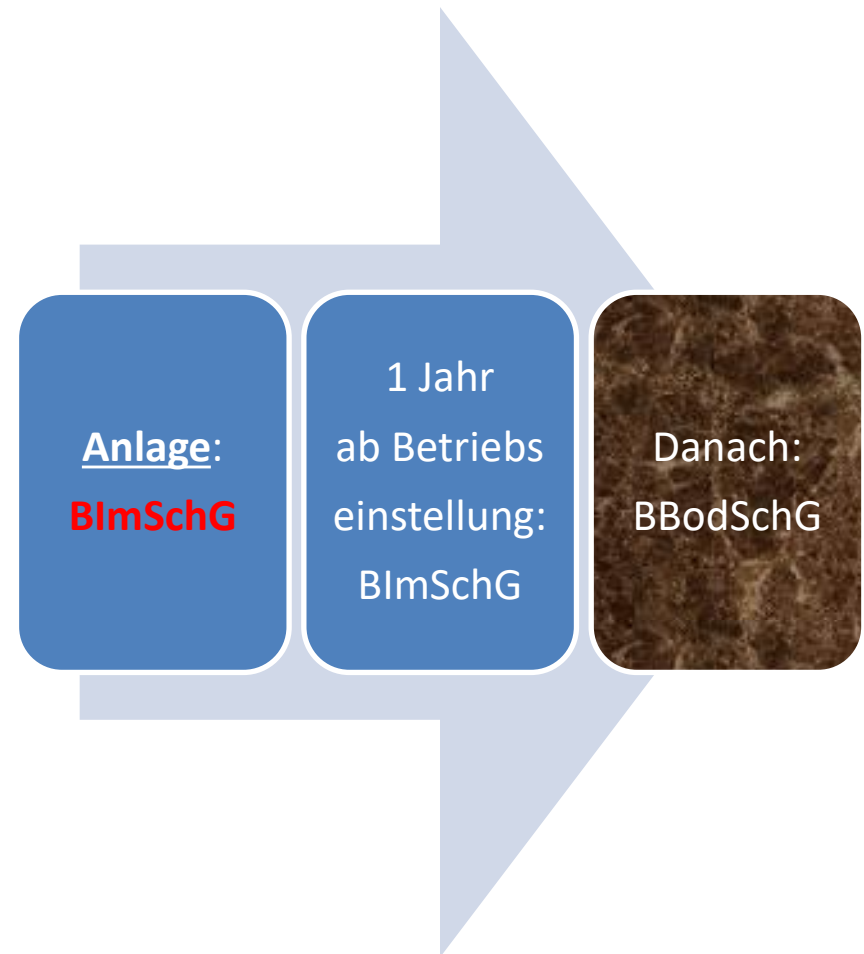 Anlage:
BImSchG
1 Jahr
ab Betriebs
einstellung:
BImSchG
Danach:
BBodSchG